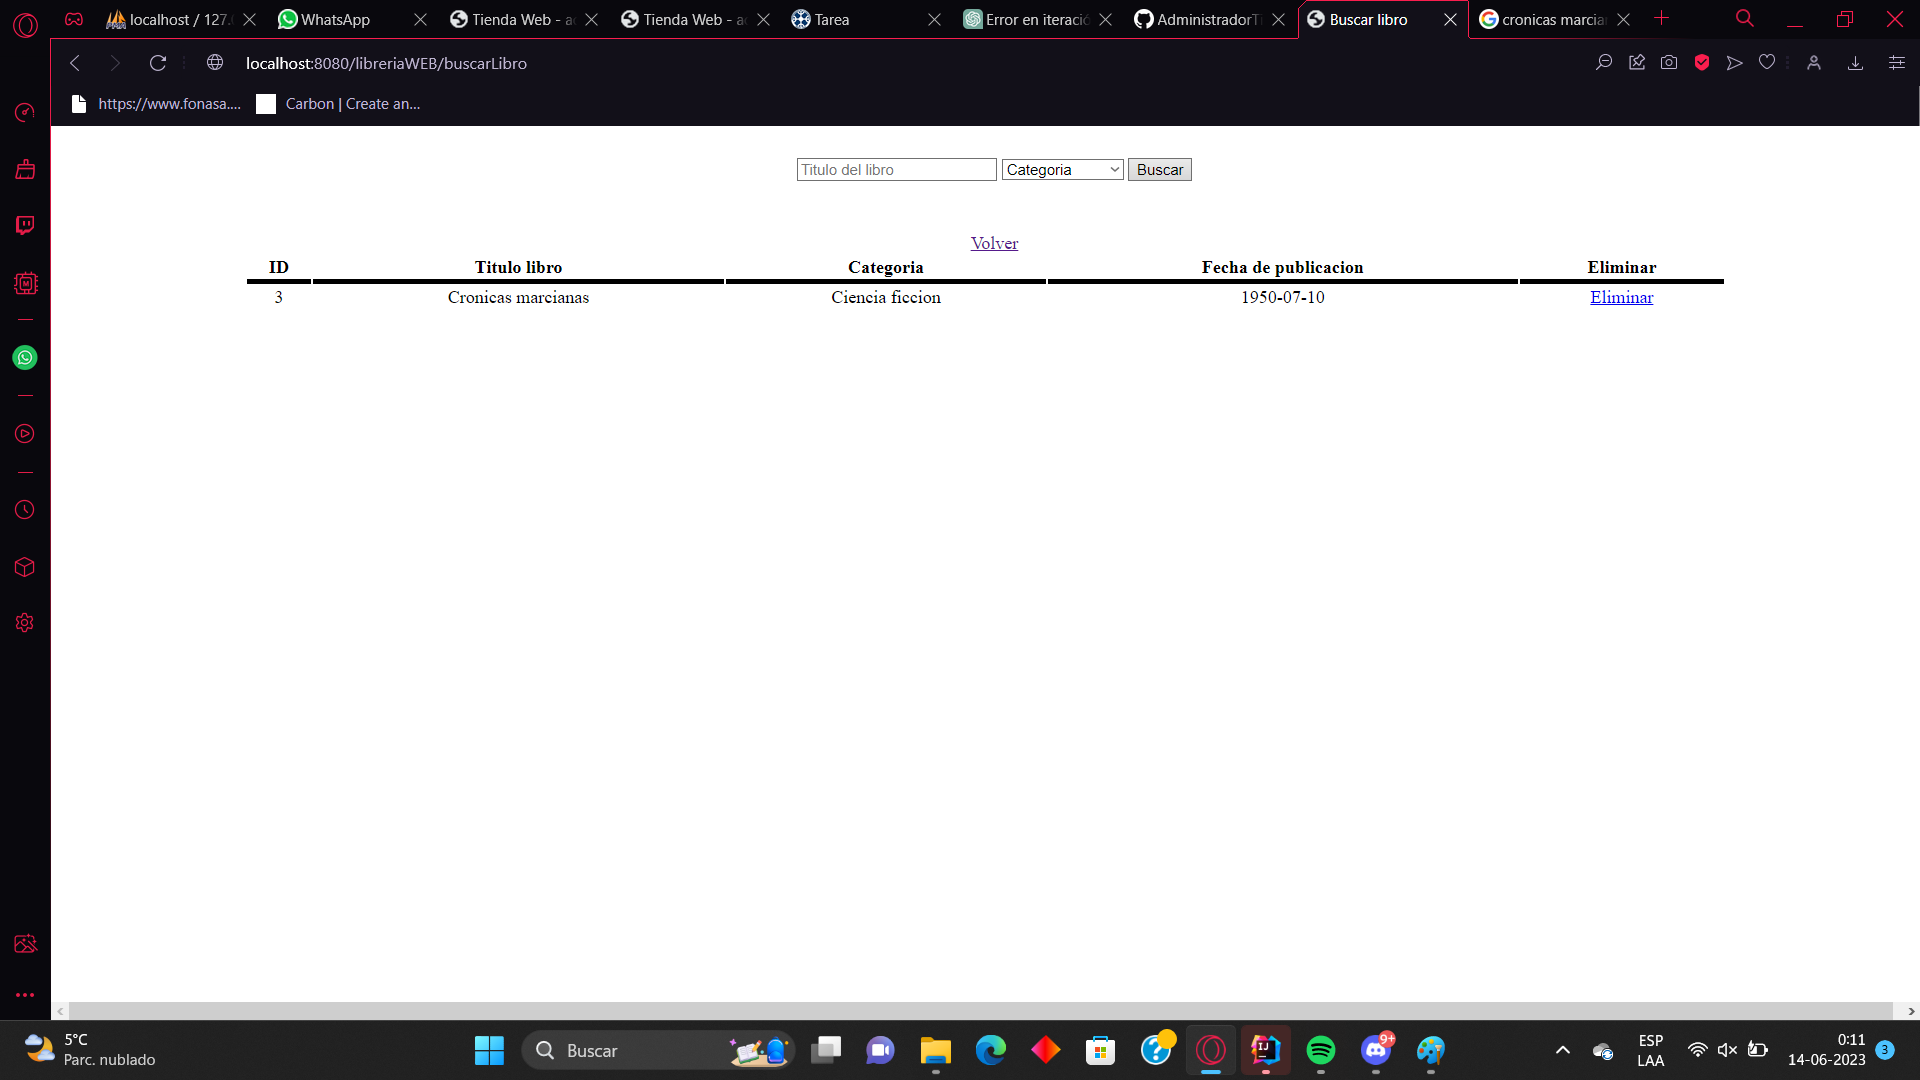 localhost / 127.
WhatsApp
Tienda Web - a
Tienda Web - a
Tarea
Error en iteració
AdministradorT
Buscar libro
cronicas marcia
localhost:8080/libreriaWEB/buscarLibro
https://www.fonasa....
Carbon | Create an...
Titulo del libro Categoria Buscar
Volver
ID Titulo libro Categoria Fecha de publicacion Eliminar
3 Cronicas marcianas Ciencia ficcion 1950-07-10 Eliminar
5°C
Parc. nublado
Buscar
9+
ESP
LAA
0:11
14-06-2023
3